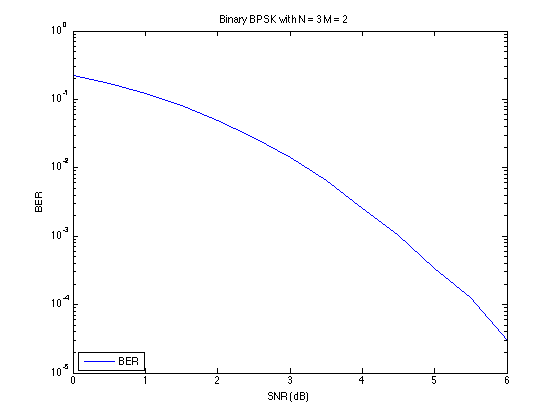 Binary BPSK with N = 3 M = 2
10^0
10^-1
10^-2
10^-3
10^-4
10^-5
BER
BER
0 1 2 3 4 5 6
SNR (dB)